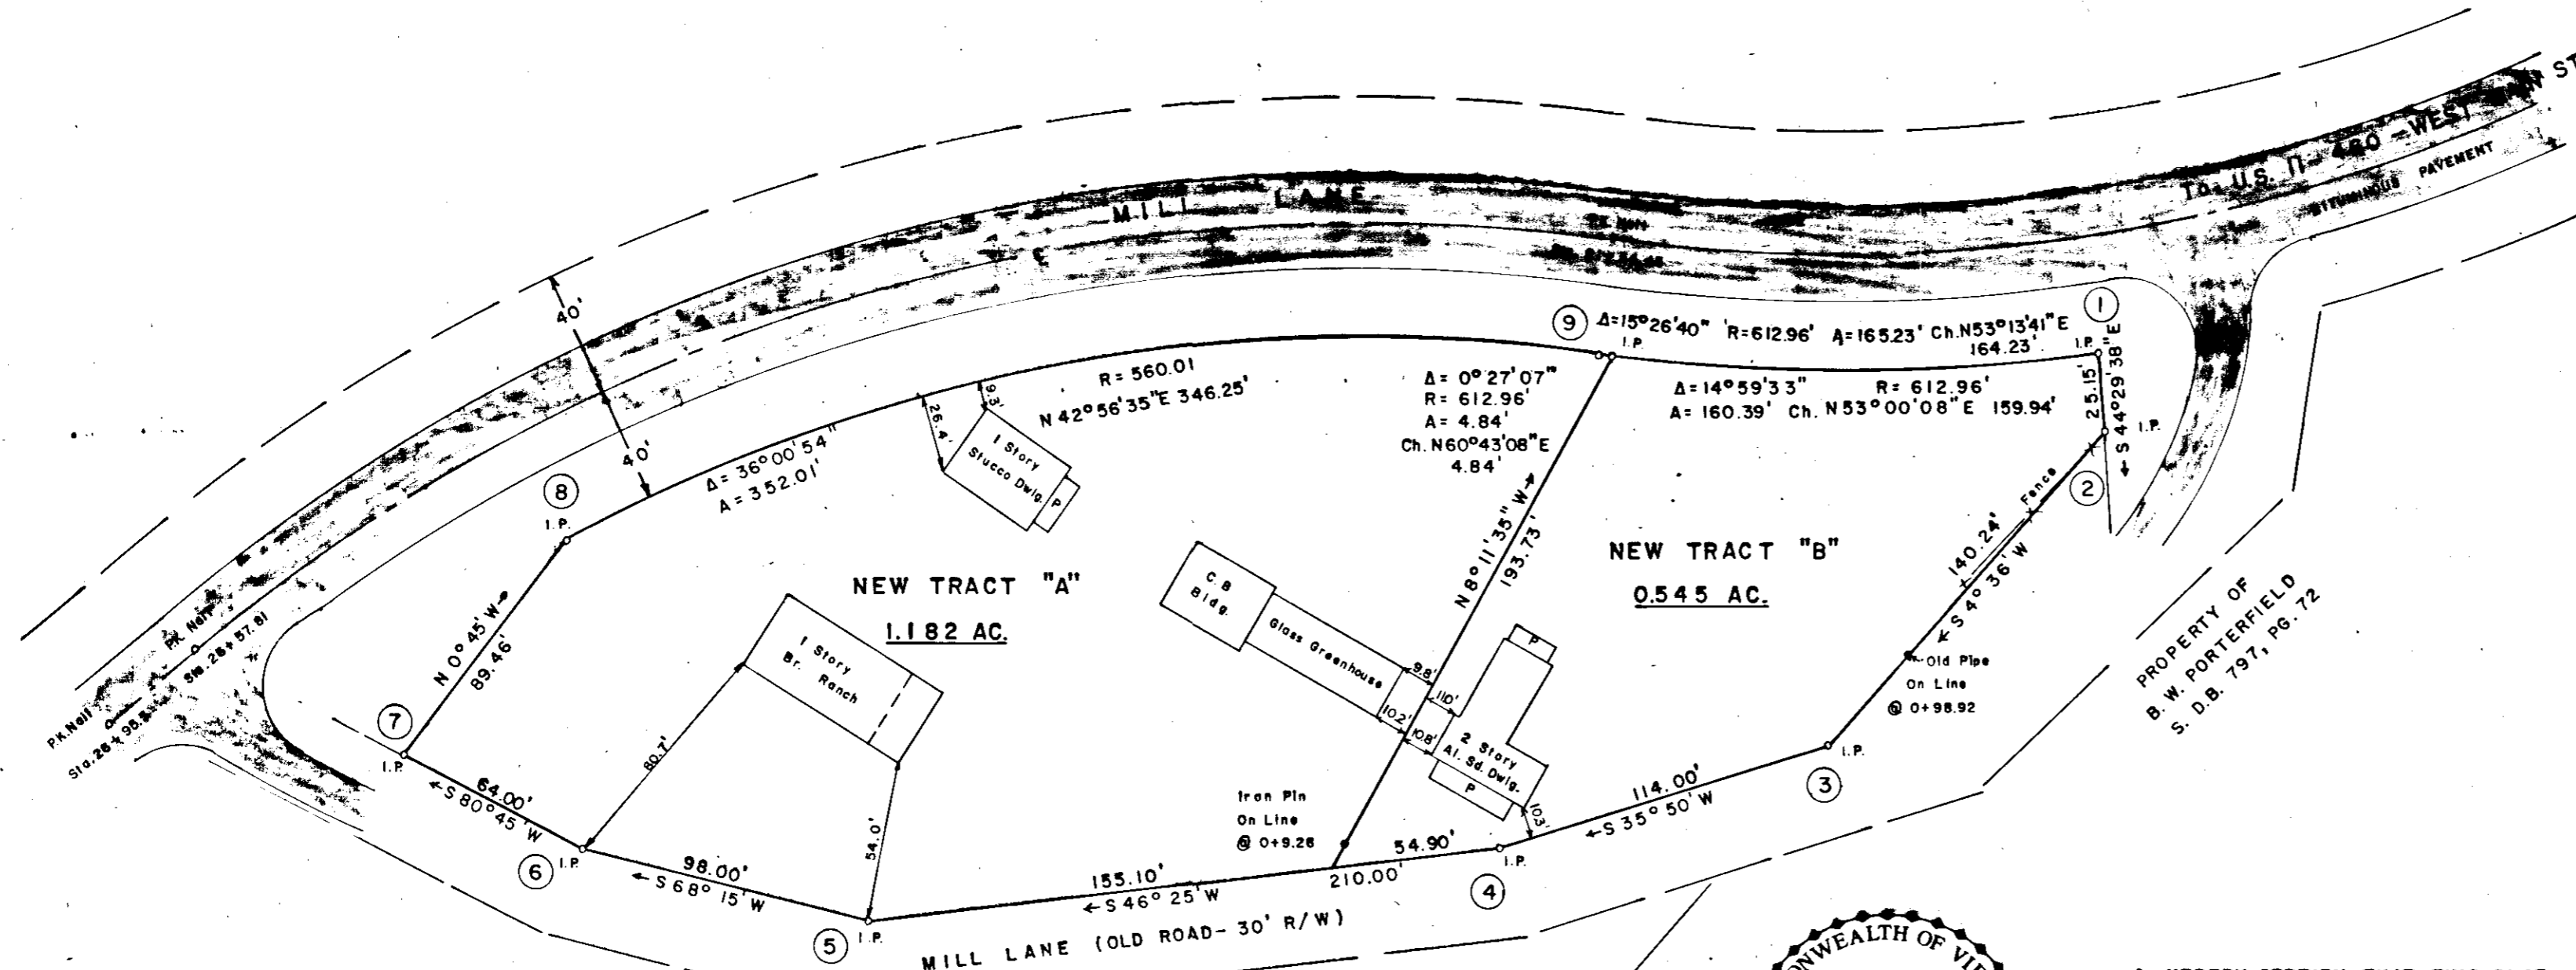 To U.S. 11-460-WEST MAIN ST
BITUMINOUS PAVEMENT
MILL LANE
℄
40'
40'
9
Δ=15°26'40" R=612.96' A=165.23' Ch.N53°13'41"E
164.23'
I.P.
1
I.P.
25.15'
← S 44°29'38"E
I.P.
2
Δ=14°59'33" R=612.96'
A=160.39' Ch. N53°00'08"E 159.94'
R=560.01
N 42°56'35"E 346.25'
Δ=36°00'54"
A=352.01'
Δ=0°27'07"
R=612.96'
A=4.84'
Ch.N60°43'08"E
4.84'
9.3'
26.4'
1 Story
Stucco Dwlg.
P
8
I.P.
N 0°45'W
89.46'
P.K. Nail
Sta.28+57.81
P.K.Nail
7
I.P.
NEW TRACT "A"
1.182 AC.
1 Story
Br. Ranch
80.7'
54.0'
C.B
Bldg.
Glass Greenhouse
9.8'
11.0'
10.2'
10.8'
N8°11'35"W
193.73'
NEW TRACT "B"
0.545 AC.
P
2 Story
Al. Sd. Dwlg.
P
10.3'
Fence
140.24'
S 4°36'W
Old Pipe
On Line
@ 0+98.92
PROPERTY OF
B. W. PORTERFIELD
S. D.B. 797, PG. 72
I.P.
3
114.00'
←S 35°50'W
Iron Pin
On Line
@ 0+9.26
54.90'
I.P.
4
210.00'
155.10'
←S 46°25'W
64.00'
←S 80°45'W
I.P.
6
98.00'
←S 68°15'W
5
I.P.
MILL LANE (OLD ROAD-30' R/W)